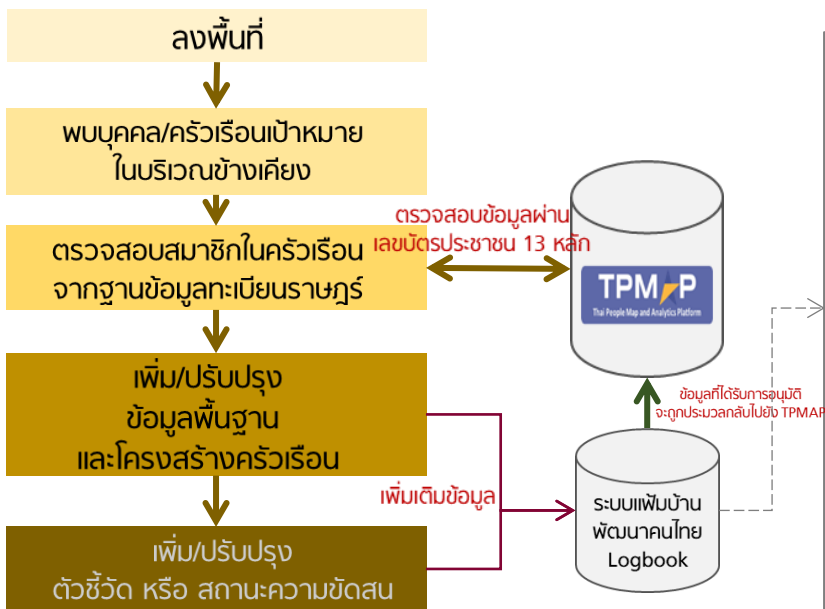 ลงพื้นที่
พบบุคคล/ครัวเรือนเป้าหมาย
ในบริเวณข้างเคียง
ตรวจสอบสมาชิกในครัวเรือน
จากฐานข้อมูลทะเบียนราษฎร์
ตรวจสอบข้อมูลผ่าน
เลขบัตรประชาชน 13 หลัก
TPMAP
Thai People Map and Analytics Platform
เพิ่ม/ปรับปรุง
ข้อมูลพื้นฐาน
และโครงสร้างครัวเรือน
ข้อมูลที่ได้รับการอนุมัติ
จะถูกประมวลกลับไปยัง TPMAP
เพิ่มเติมข้อมูล
ระบบแฟ้มบ้าน
พัฒนาคนไทย
Logbook
เพิ่ม/ปรับปรุง
ตัวชี้วัด หรือ สถานะความขัดสน